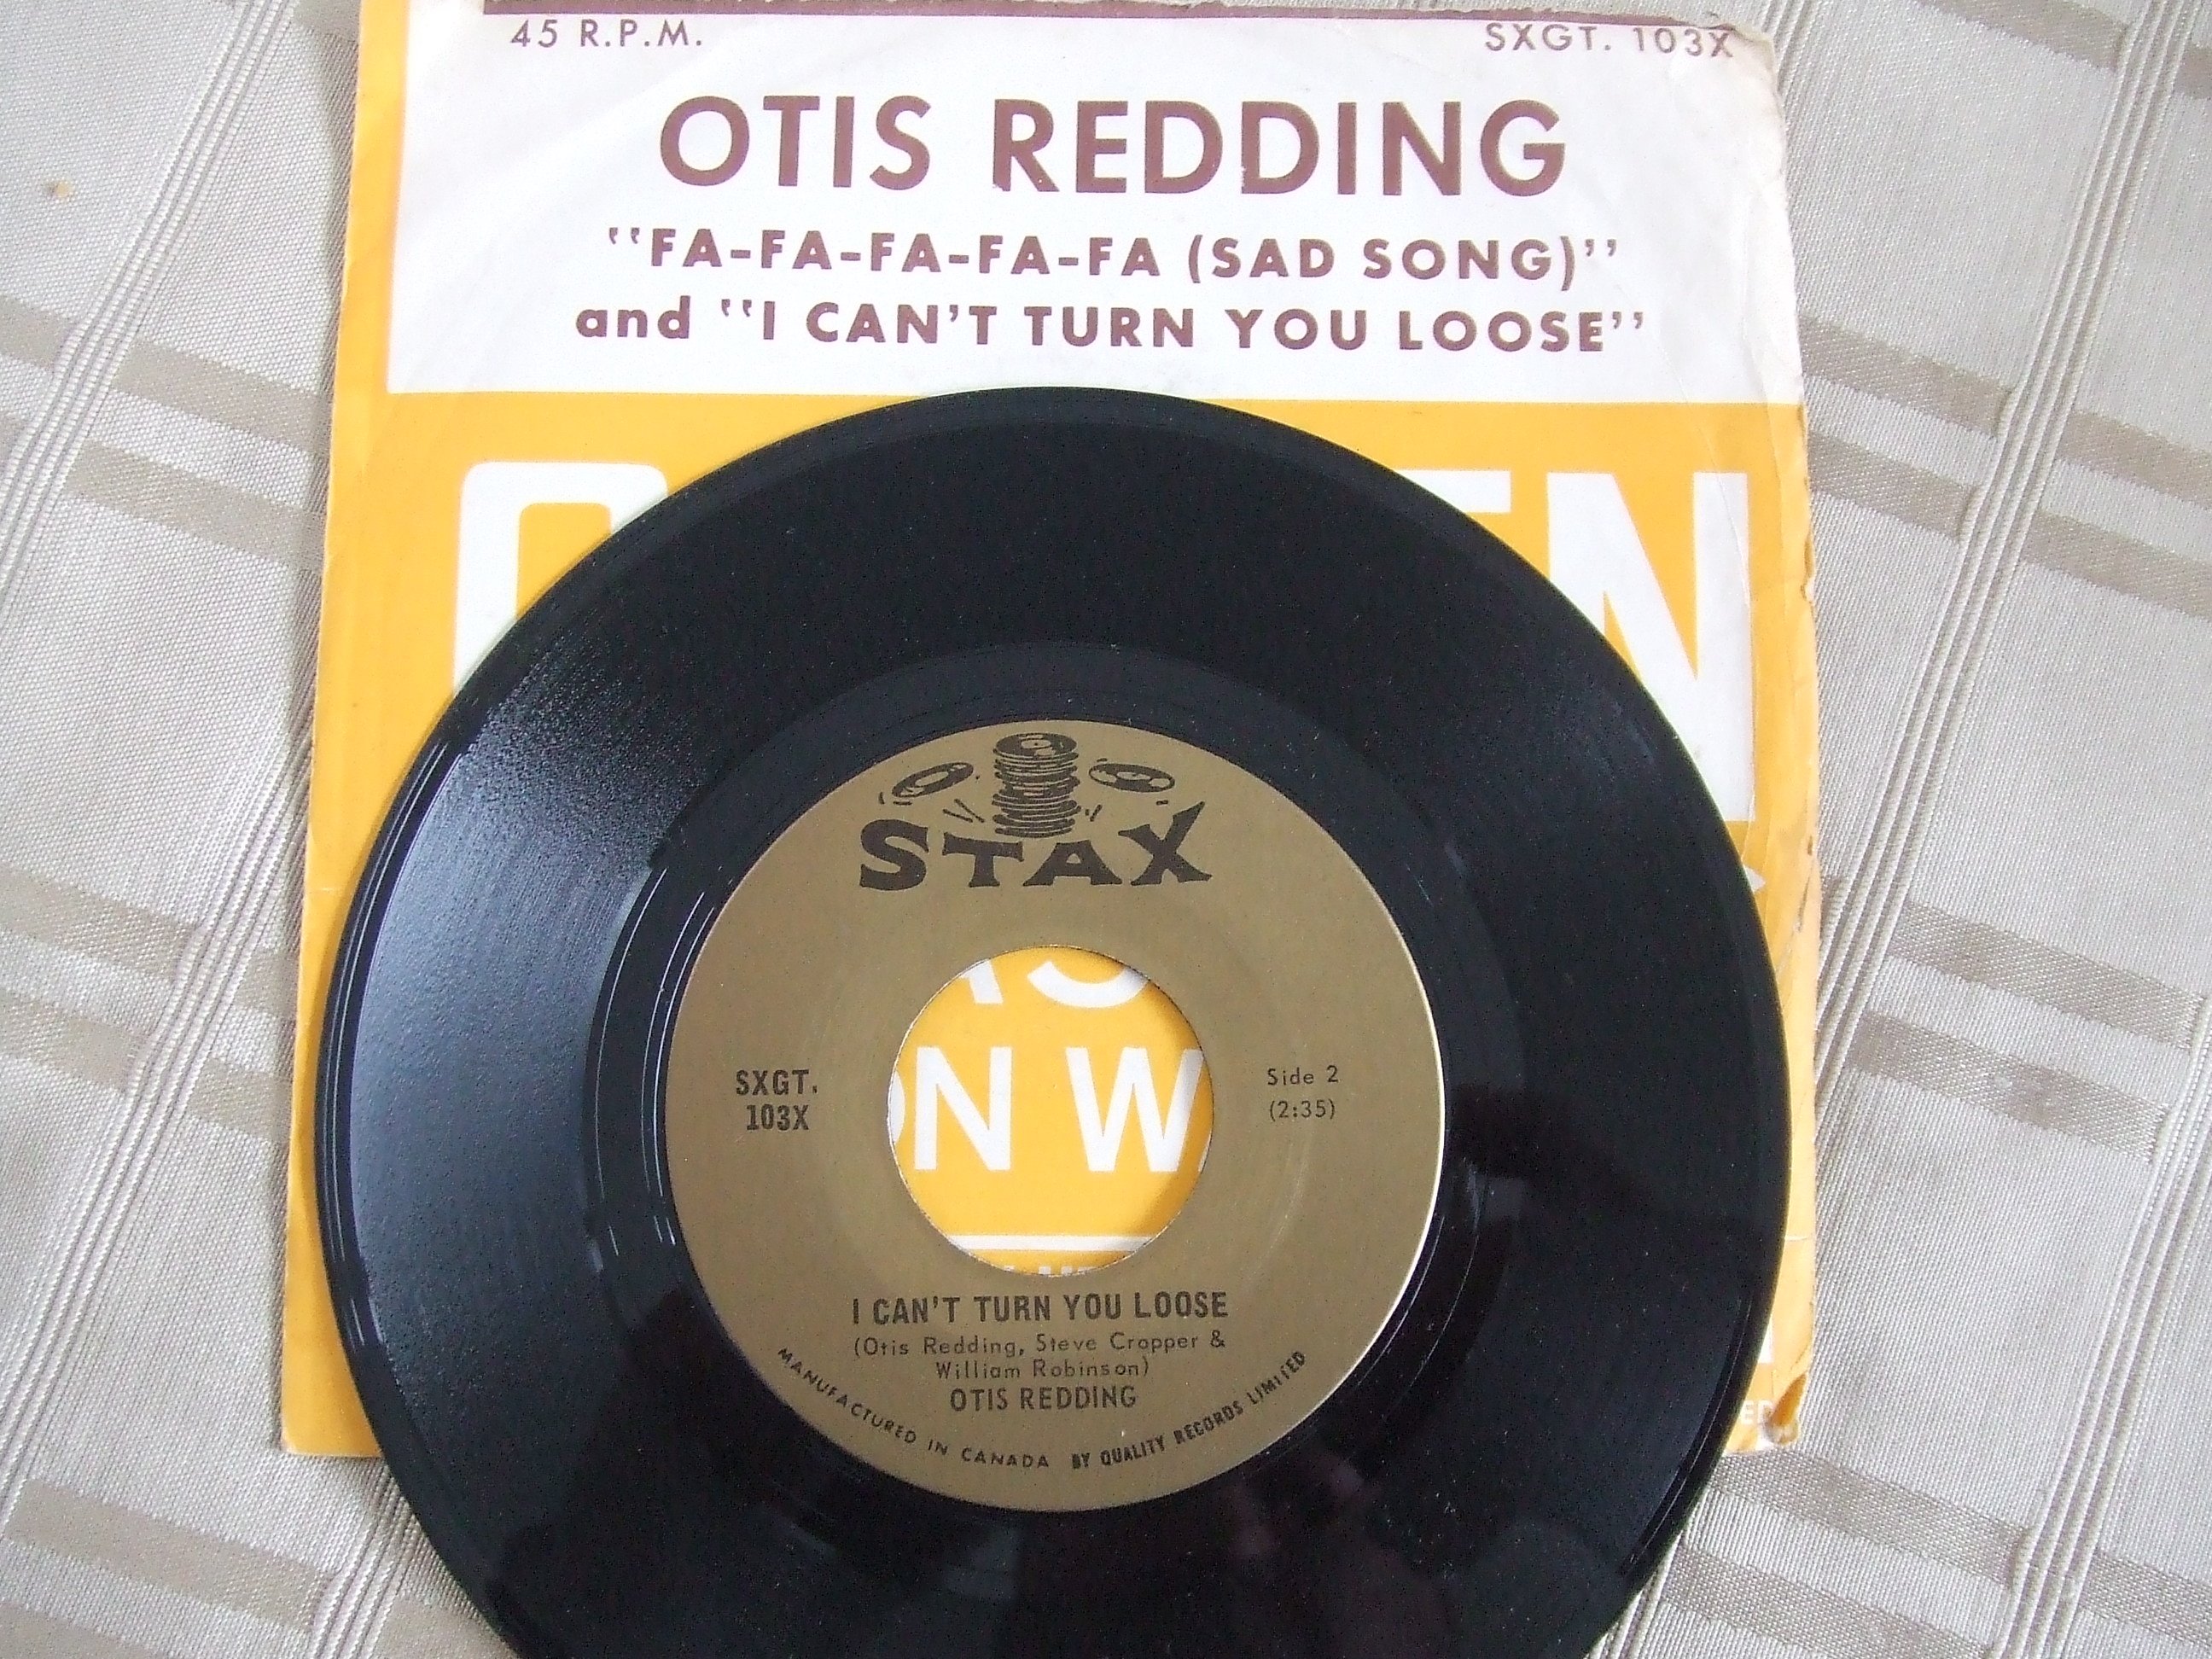 45 R.P.M. SXGT. 103X
OTIS REDDING
"FA-FA-FA-FA-FA (SAD SONG)"
and "I CAN'T TURN YOU LOOSE"
STAX
SXGT.
103X
Side 2
(2:35)
ON W
I CAN'T TURN YOU LOOSE
(Otis Redding, Steve Cropper &
William Robinson)
OTIS REDDING
MANUFACTURED IN CANADA BY QUALITY RECORDS LIMITED